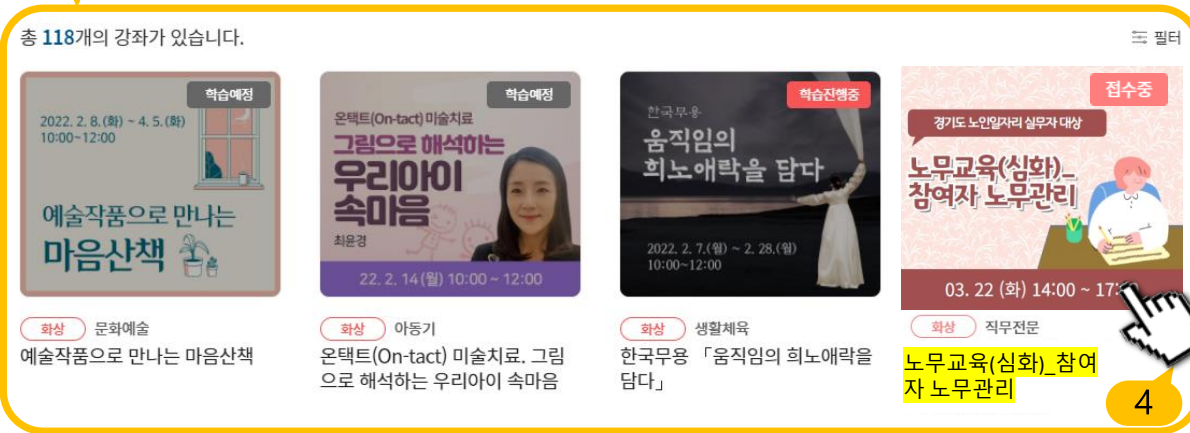 총 118개의 강좌가 있습니다.
필터
학습예정
2022. 2. 8.(화) ~ 4. 5.(화)
10:00~12:00
예술작품으로 만나는
마음산책
화상 문화예술
예술작품으로 만나는 마음산책
학습예정
온택트(On-tact) 미술치료
그림으로 해석하는
우리아이
속마음
최윤경
22. 2. 14(월) 10:00 ~ 12:00
화상 아동기
온택트(On-tact) 미술치료. 그림
으로 해석하는 우리아이 속마음
학습진행중
한국무용
움직임의
희노애락을 담다
2022. 2. 7.(월) ~ 2. 28.(월)
10:00~12:00
화상 생활체육
한국무용 「움직임의 희노애락을
담다」
접수중
경기도 노인일자리 실무자 대상
노무교육(심화)_
참여자 노무관리
03. 22 (화) 14:00 ~ 17:
화상 직무전문
노무교육(심화)_참여
자 노무관리
4